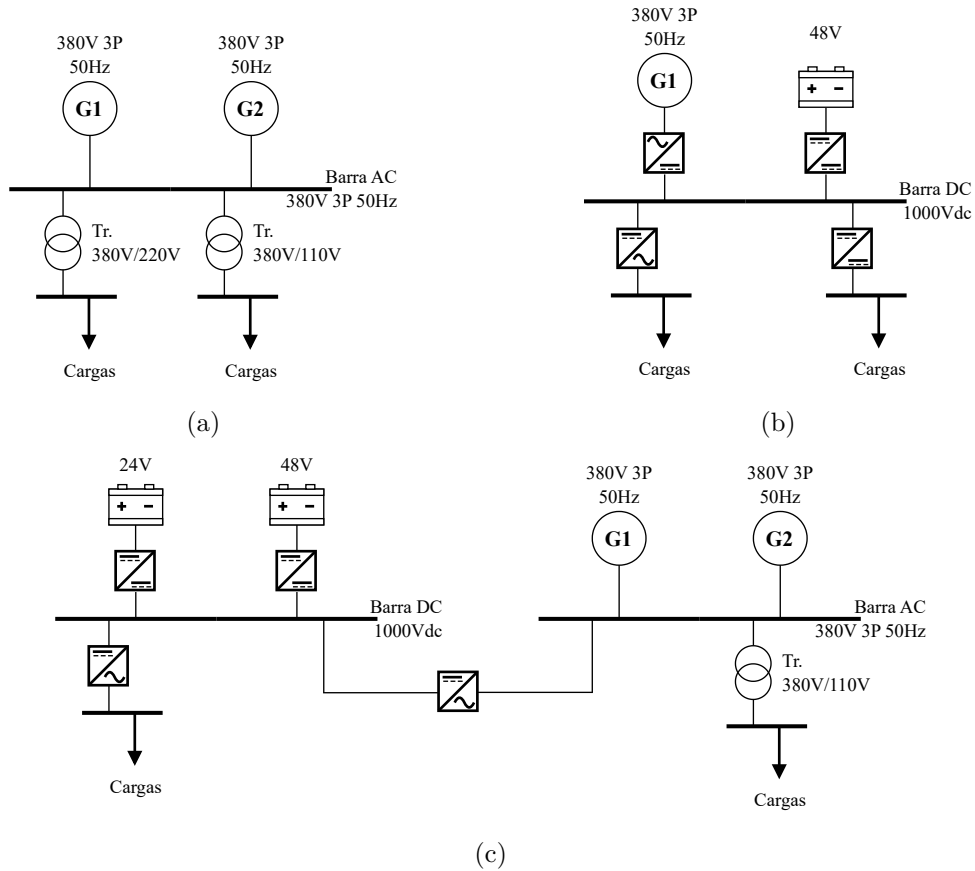 380V 3P
50Hz
G1
380V 3P
50Hz
G2
Barra AC
380V 3P 50Hz
Tr.
380V/220V
Tr.
380V/110V
Cargas
Cargas
(a)
380V 3P
50Hz
G1
48V
Barra DC
1000Vdc
Cargas
Cargas
(b)
24V
48V
Barra DC
1000Vdc
Cargas
380V 3P
50Hz
G1
380V 3P
50Hz
G2
Barra AC
380V 3P 50Hz
Tr.
380V/110V
Cargas
(c)